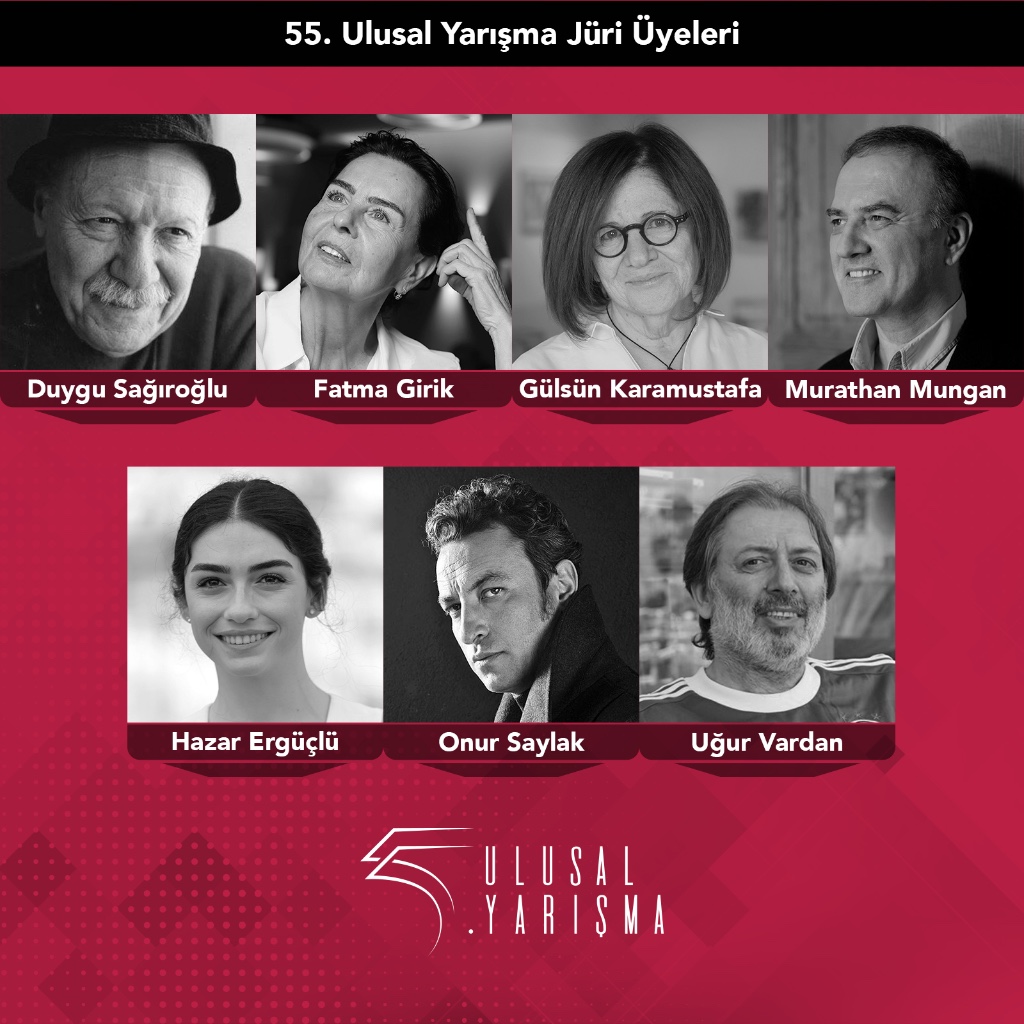 55. Ulusal Yarışma Jüri Üyeleri
Duygu Sağıroğlu
Fatma Girik
Gülsün Karamustafa
Murathan Mungan
Hazar Ergüçlü
Onur Saylak
Uğur Vardan
55
ULUSAL
.YARIŞMA